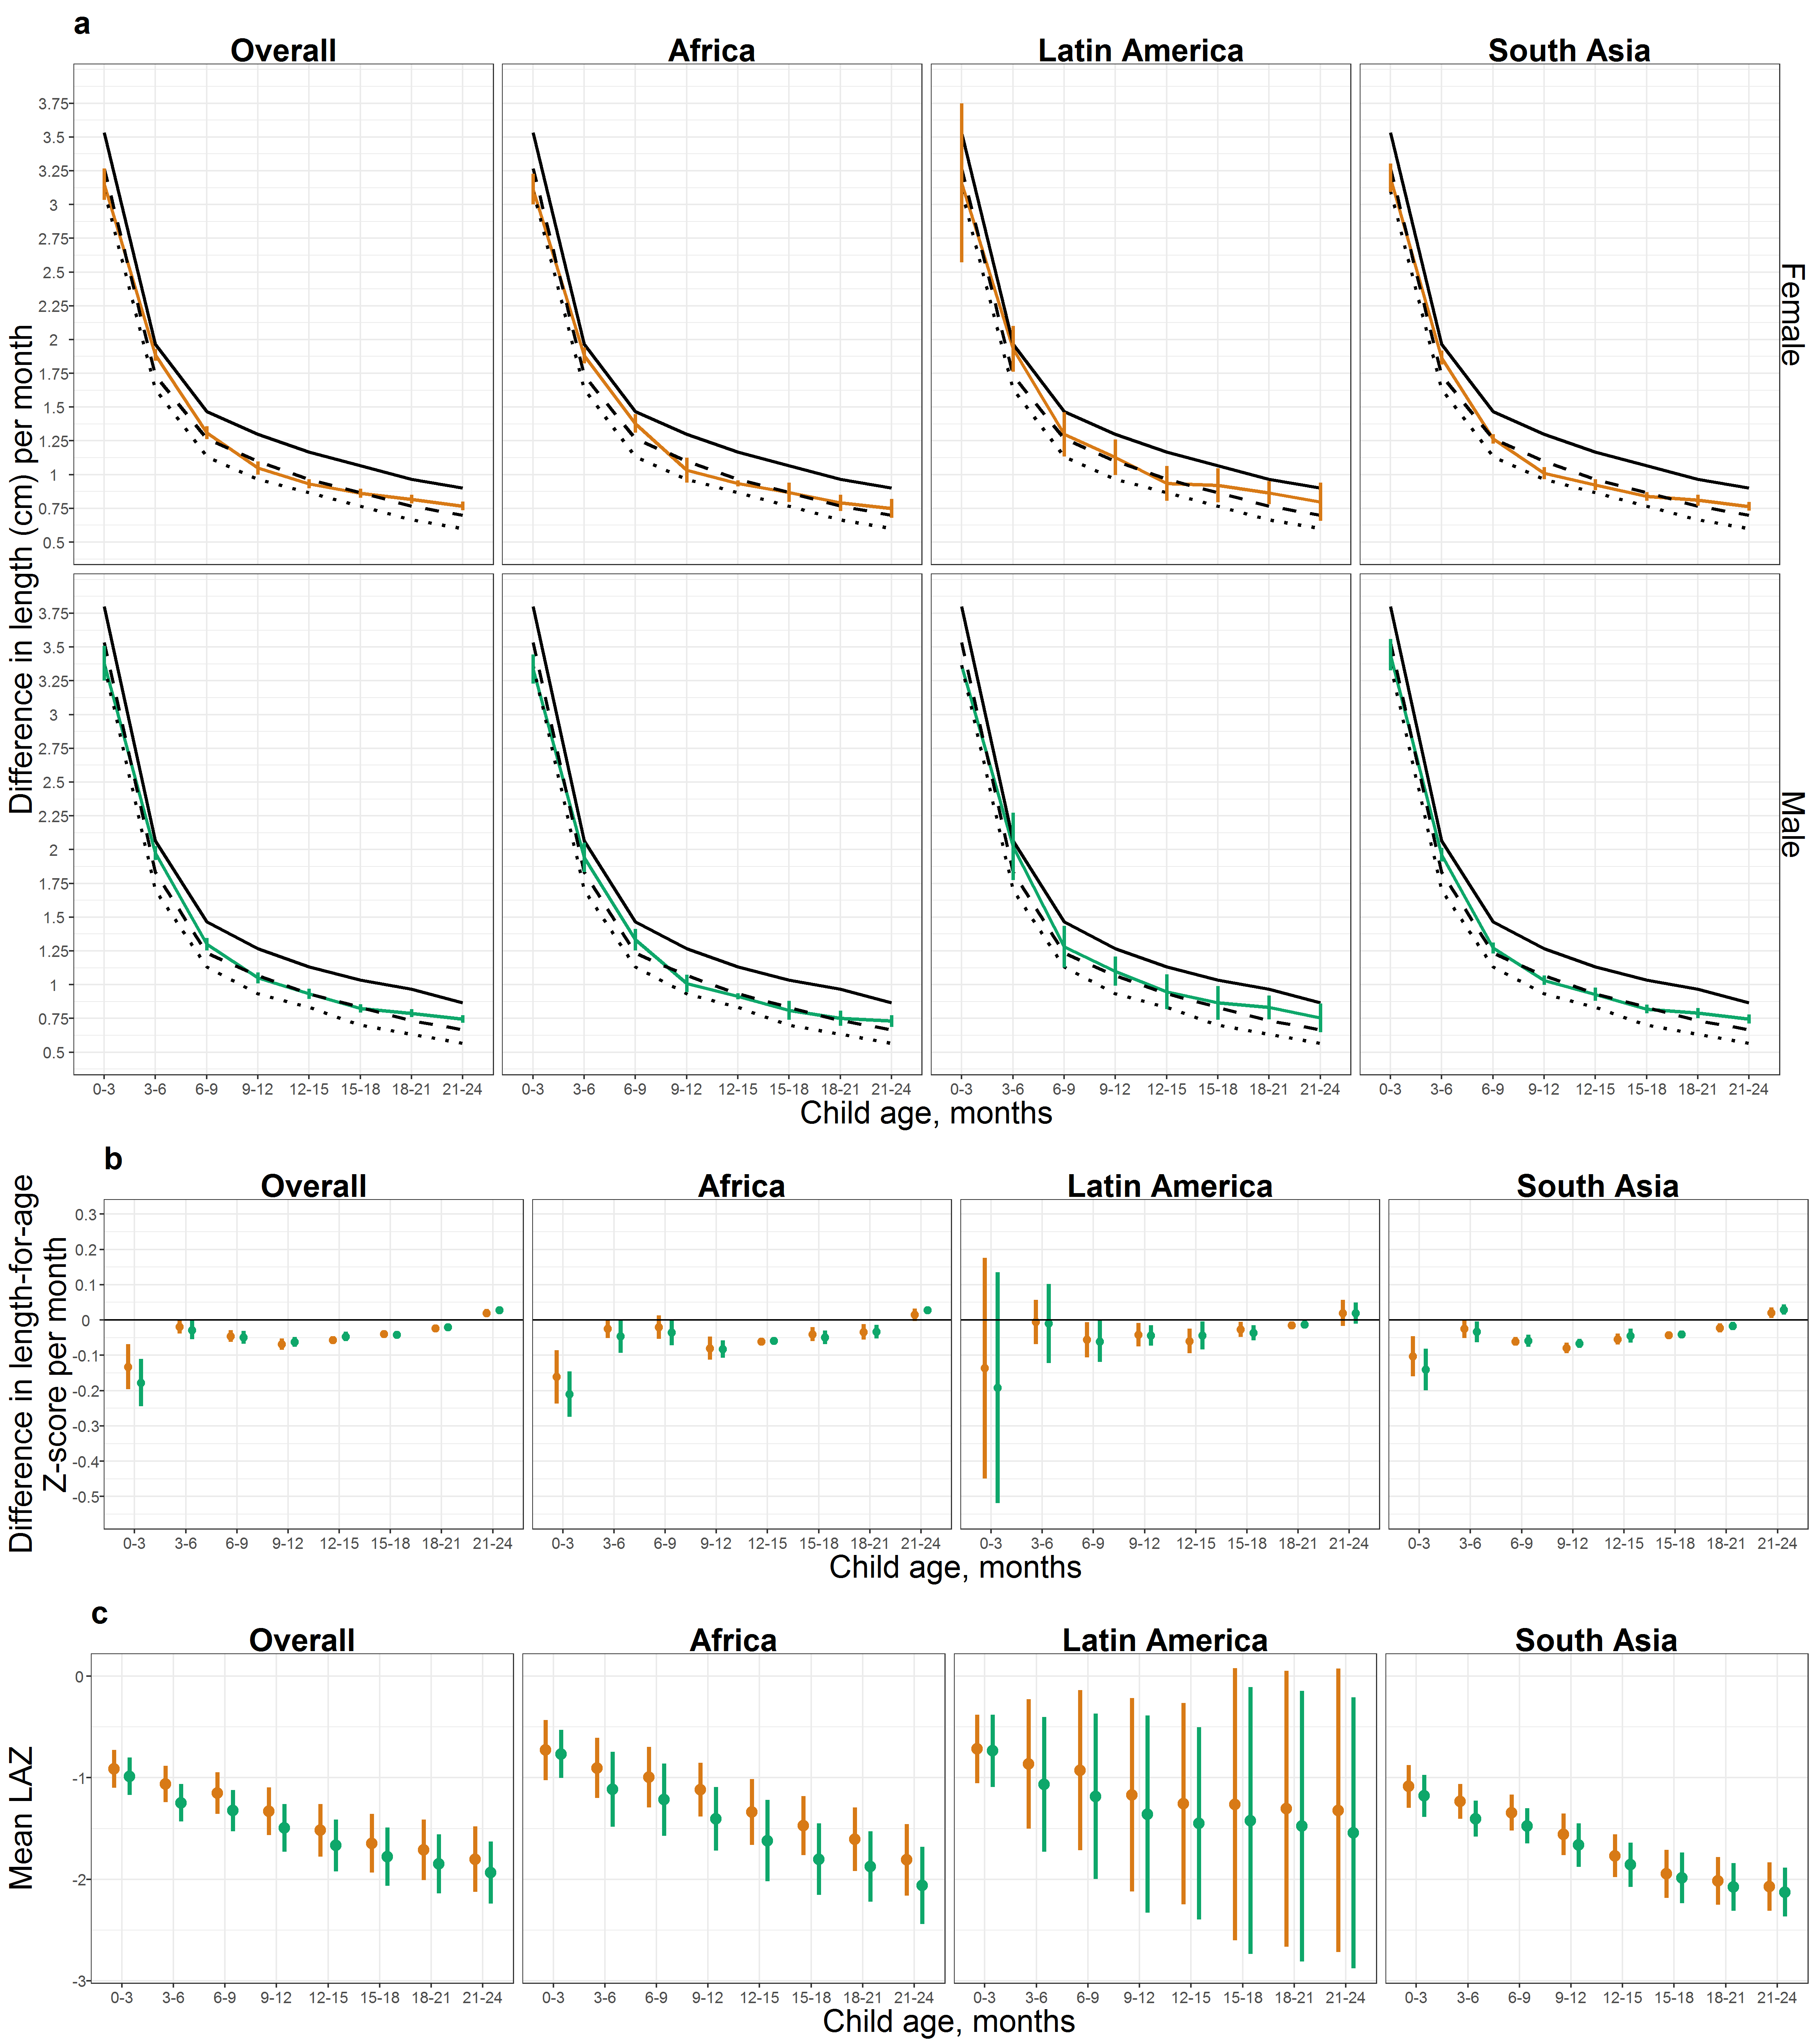 a
Overall Africa Latin America South Asia
Difference in length (cm) per month
3.75
3.5
3.25
3
2.75
2.5
2.25
2
1.75
1.5
1.25
1
0.75
0.5
Female
3.75
3.5
3.25
3
2.75
2.5
2.25
2
1.75
1.5
1.25
1
0.75
0.5
Male
0-3 3-6 6-9 9-12 12-15 15-18 18-21 21-24 0-3 3-6 6-9 9-12 12-15 15-18 18-21 21-24 0-3 3-6 6-9 9-12 12-15 15-18 18-21 21-24 0-3 3-6 6-9 9-12 12-15 15-18 18-21 21-24
Child age, months
b
Overall Africa Latin America South Asia
Difference in length-for-age
Z-score per month
0.3
0.2
0.1
0
-0.1
-0.2
-0.3
-0.4
-0.5
0-3 3-6 6-9 9-12 12-15 15-18 18-21 21-24 0-3 3-6 6-9 9-12 12-15 15-18 18-21 21-24 0-3 3-6 6-9 9-12 12-15 15-18 18-21 21-24 0-3 3-6 6-9 9-12 12-15 15-18 18-21 21-24
Child age, months
c
Overall Africa Latin America South Asia
Mean LAZ
0
-1
-2
-3
0-3 3-6 6-9 9-12 12-15 15-18 18-21 21-24 0-3 3-6 6-9 9-12 12-15 15-18 18-21 21-24 0-3 3-6 6-9 9-12 12-15 15-18 18-21 21-24 0-3 3-6 6-9 9-12 12-15 15-18 18-21 21-24
Child age, months